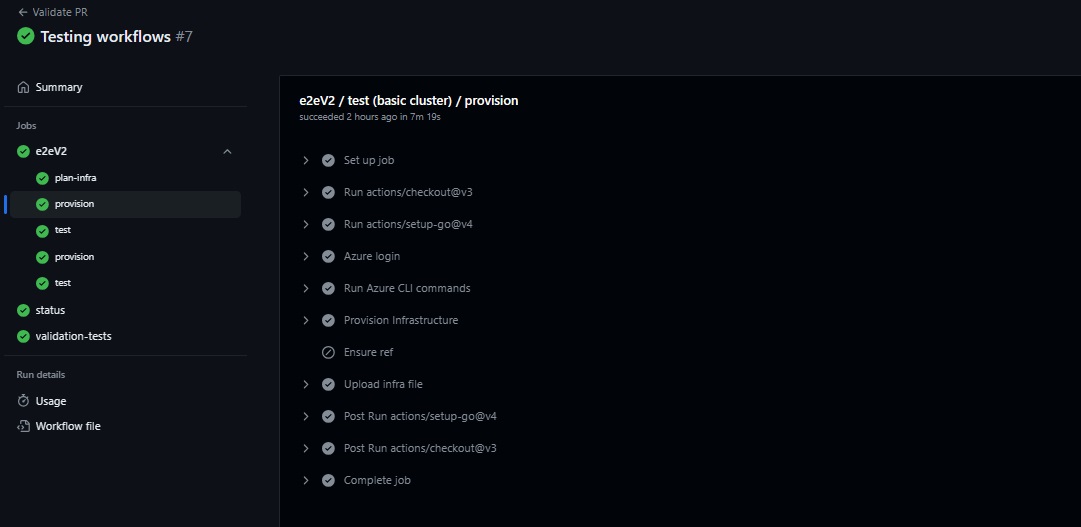 Validate PR
Testing workflows #7
Summary
Jobs
e2eV2
plan-infra
provision
test
provision
test
status
validation-tests
Run details
Usage
Workflow file
e2eV2 / test (basic cluster) / provision
succeeded 2 hours ago in 7m 19s
Set up job
Run actions/checkout@v3
Run actions/setup-go@v4
Azure login
Run Azure CLI commands
Provision Infrastructure
Ensure ref
Upload infra file
Post Run actions/setup-go@v4
Post Run actions/checkout@v3
Complete job